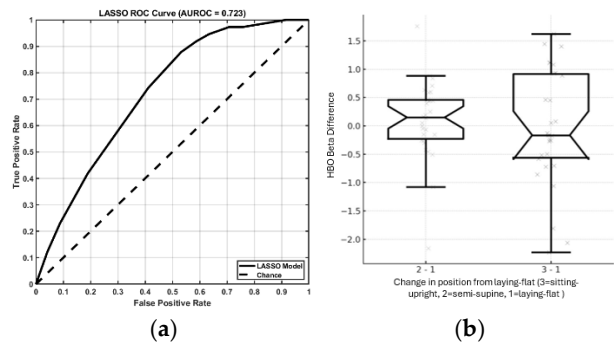 LASSO ROC Curve (AUROC = 0.723)
True Positive Rate
1
0.9
0.8
0.7
0.6
0.5
0.4
0.3
0.2
0.1
0
0 0.1 0.2 0.3 0.4 0.5 0.6 0.7 0.8 0.9 1
False Positive Rate
LASSO Model
Chance
(a)
HBO Beta Difference
1.5
1.0
0.5
0.0
-0.5
-1.0
-1.5
-2.0
2 - 1 3 - 1
Change in position from laying-flat (3=sitting-
upright, 2=semi-supine, 1=laying-flat )
(b)